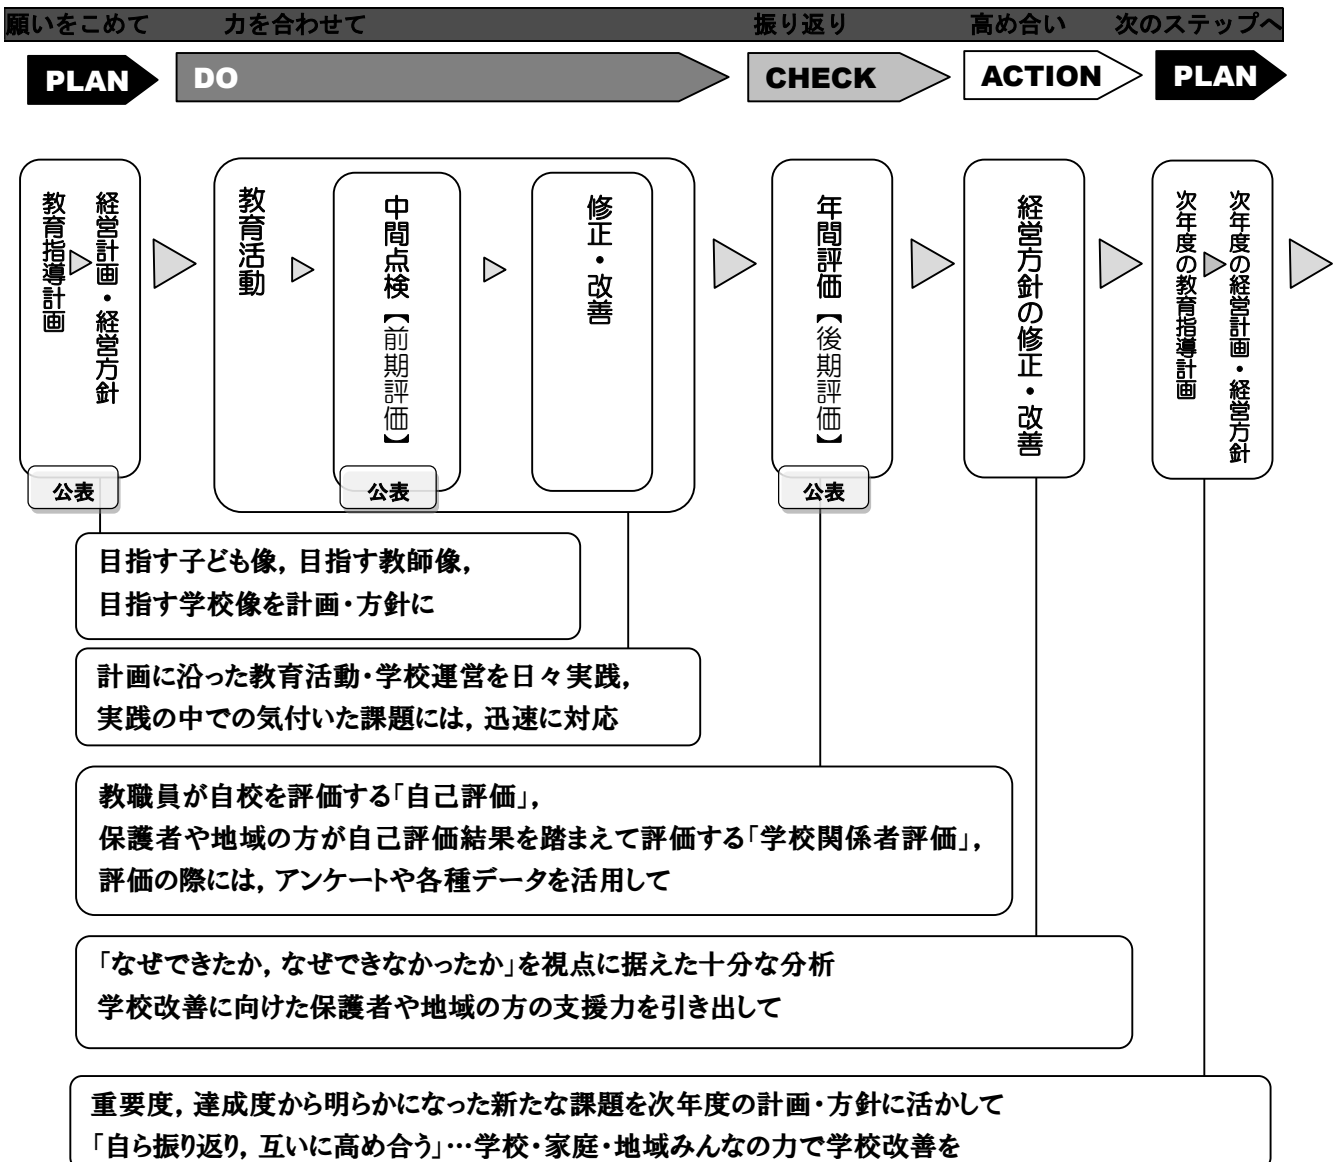 願いをこめて
力を合わせて
振り返り
高め合い
次のステップへ
PLAN
DO
CHECK
ACTION
PLAN
経営計画・経営方針
教育指導計画
教育活動
中間点検【前期評価】
修正・改善
年間評価【後期評価】
経営方針の修正・改善
次年度の経営計画・経営方針
次年度の教育指導計画
公表
公表
公表
目指す子ども像，目指す教師像，
目指す学校像を計画・方針に
計画に沿った教育活動・学校運営を日々実践，
実践の中での気付いた課題には，迅速に対応
教職員が自校を評価する「自己評価」，
保護者や地域の方が自己評価結果を踏まえて評価する「学校関係者評価」，
評価の際には，アンケートや各種データを活用して
「なぜできたか，なぜできなかったか」を視点に据えた十分な分析
学校改善に向けた保護者や地域の方の支援力を引き出して
重要度，達成度から明らかになった新たな課題を次年度の計画・方針に活かして
「自ら振り返り，互いに高め合う」…学校・家庭・地域みんなの力で学校改善を